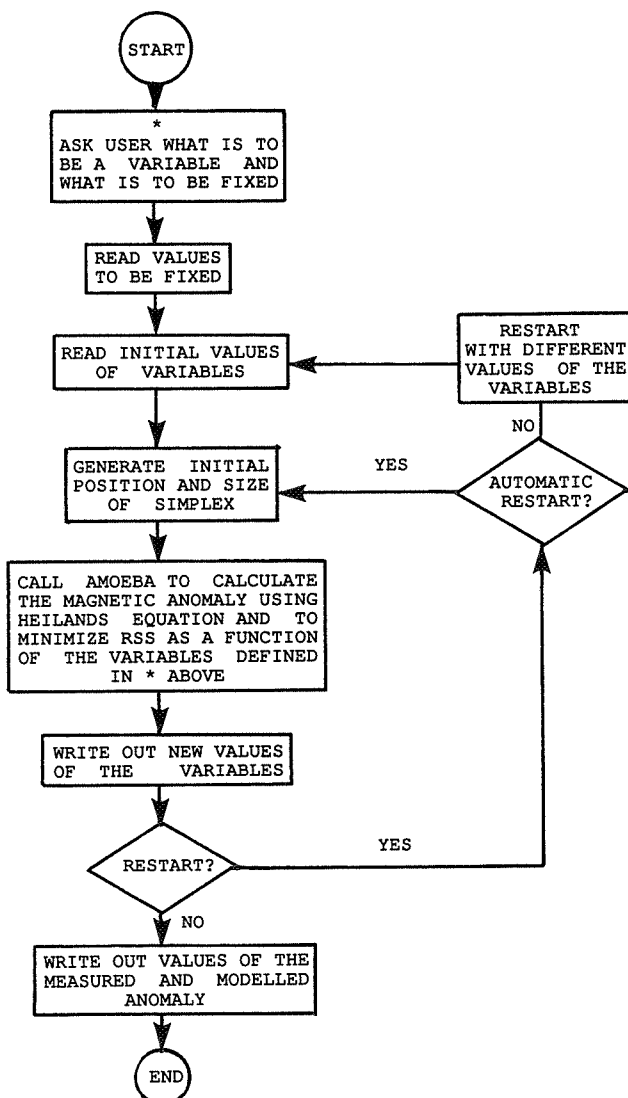 START
*
ASK USER WHAT IS TO
BE A VARIABLE AND
WHAT IS TO BE FIXED
READ VALUES
TO BE FIXED
READ INITIAL VALUES
OF VARIABLES
RESTART
WITH DIFFERENT
VALUES OF THE
VARIABLES
NO
YES
AUTOMATIC
RESTART?
GENERATE INITIAL
POSITION AND SIZE
OF SIMPLEX
CALL AMOEBA TO CALCULATE
THE MAGNETIC ANOMALY USING
HEILANDS EQUATION AND TO
MINIMIZE RSS AS A FUNCTION
OF THE VARIABLES DEFINED
IN * ABOVE
WRITE OUT NEW VALUES
OF THE VARIABLES
RESTART?
YES
NO
WRITE OUT VALUES OF THE
MEASURED AND MODELLED
ANOMALY
END